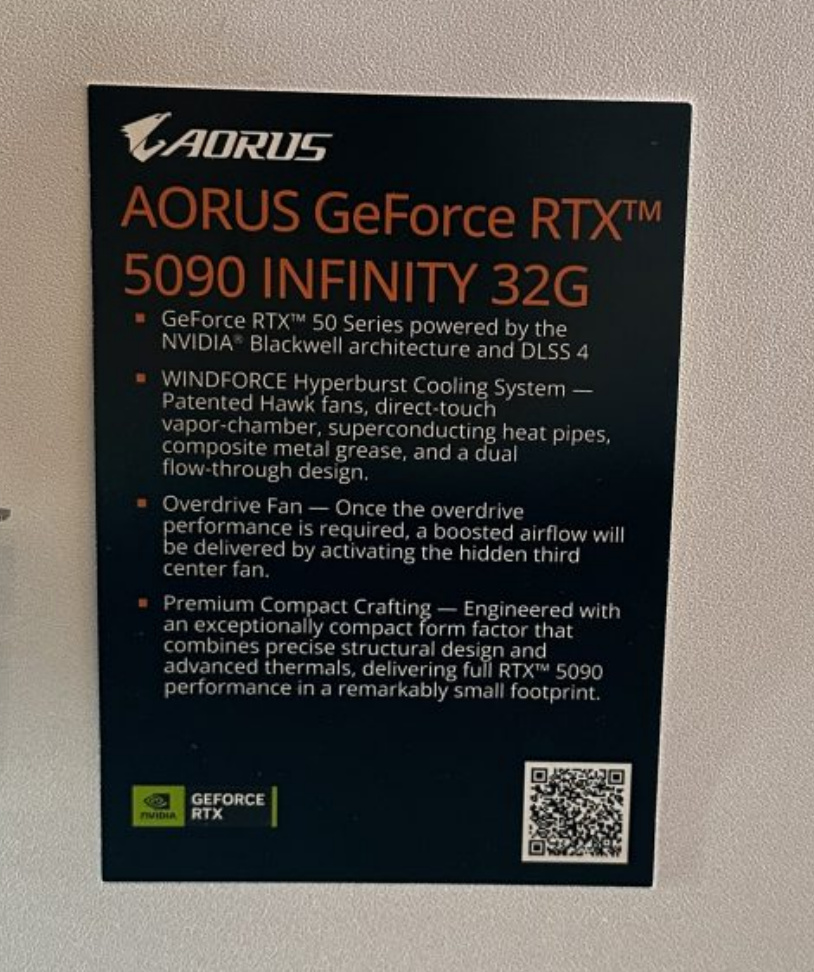 AORUS
AORUS GeForce RTX™
5090 INFINITY 32G
▪ GeForce RTX™ 50 Series powered by the
NVIDIA® Blackwell architecture and DLSS 4
▪ WINDFORCE Hyperburst Cooling System —
Patented Hawk fans, direct-touch
vapor-chamber, superconducting heat pipes,
composite metal grease, and a dual
flow-through design.
▪ Overdrive Fan — Once the overdrive
performance is required, a boosted airflow will
be delivered by activating the hidden third
center fan.
▪ Premium Compact Crafting — Engineered with
an exceptionally compact form factor that
combines precise structural design and
advanced thermals, delivering full RTX™ 5090
performance in a remarkably small footprint.
NVIDIA
GEFORCE
RTX